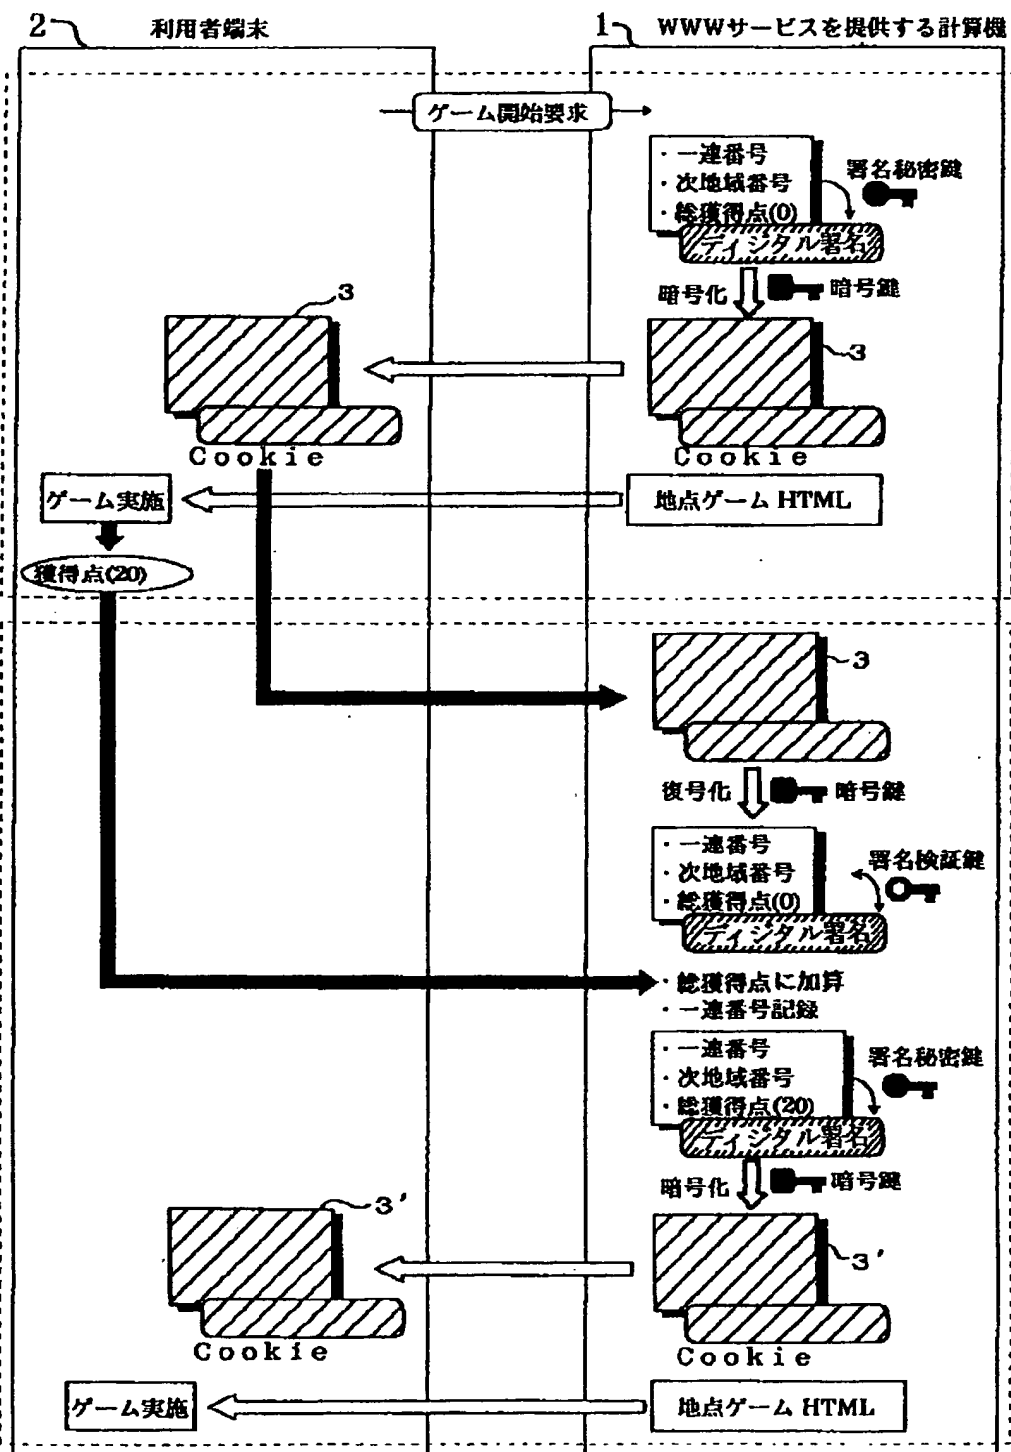 2 利用者端末
1 WWWサービスを提供する計算機
ゲーム開始要求
・一連番号
・次地域番号
・総獲得点(0)
ディジタル署名
署名秘密鍵
暗号化
暗号鍵
3
3
Cookie
Cookie
ゲーム実施
地点ゲーム HTML
獲得点(20)
3
復号化
暗号鍵
・一連番号
・次地域番号
・総獲得点(0)
ディジタル署名
署名検証鍵
・総獲得点に加算
・一連番号記録
・一連番号
・次地域番号
・総獲得点(20)
ディジタル署名
署名秘密鍵
暗号化
暗号鍵
3'
3'
Cookie
Cookie
ゲーム実施
地点ゲーム HTML